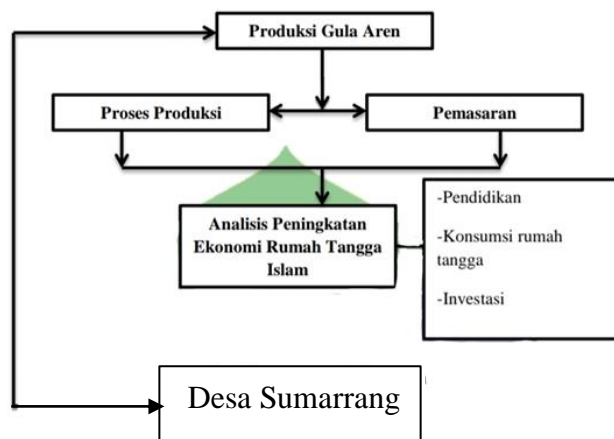 Produksi Gula Aren
Proses Produksi
Pemasaran
Analisis Peningkatan
Ekonomi Rumah Tangga
Islam
-Pendidikan
-Konsumsi rumah
tangga
-Investasi
Desa Sumarrang